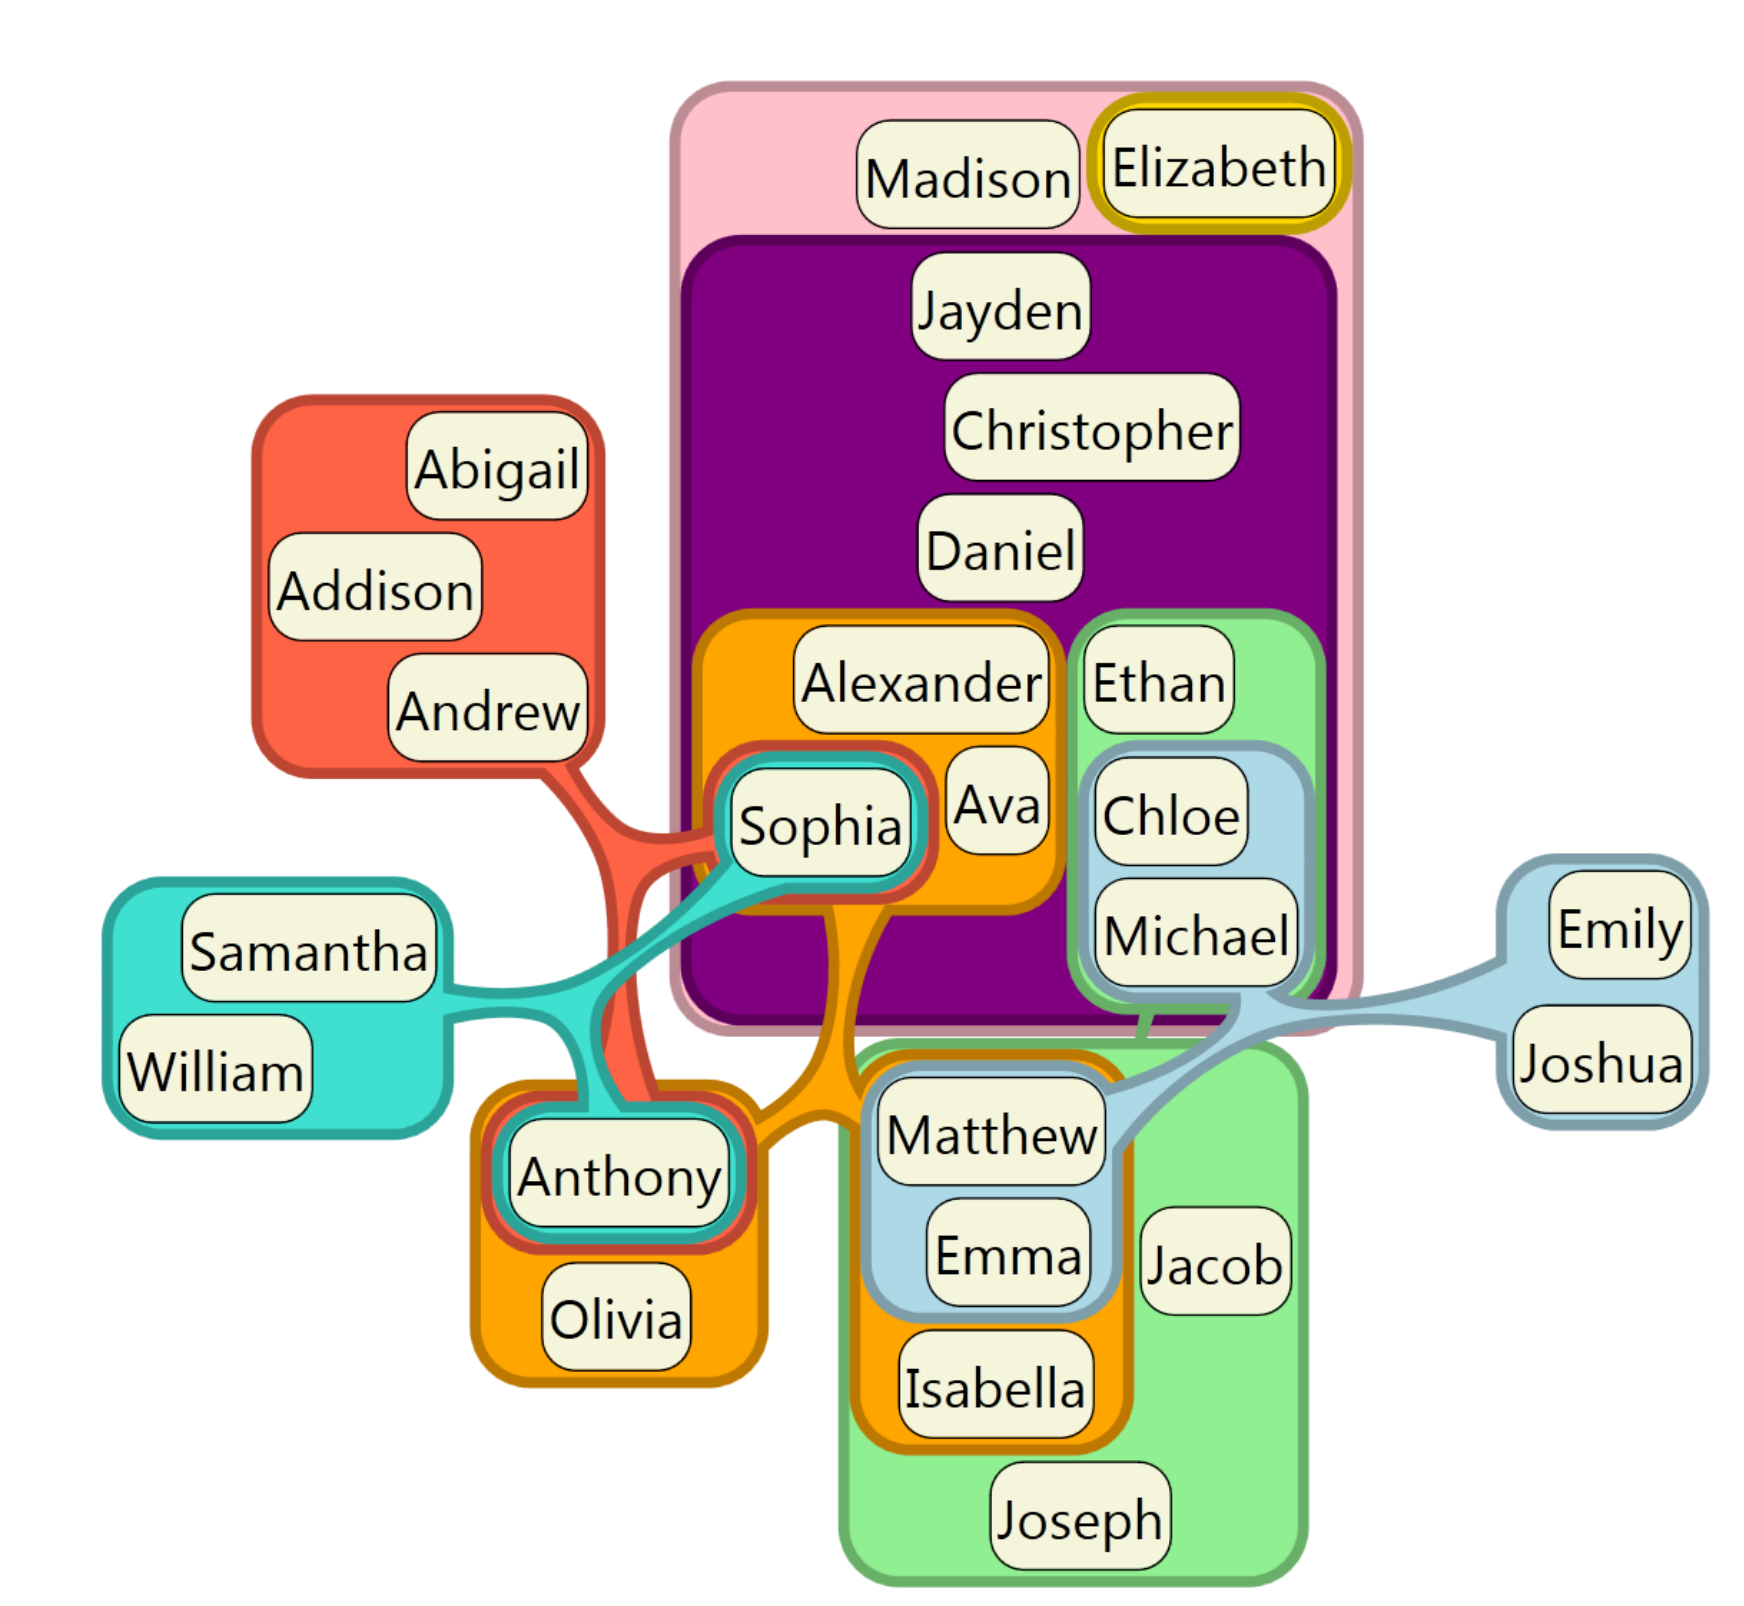 Madison
Elizabeth
Jayden
Christopher
Daniel
Abigail
Addison
Andrew
Alexander
Ethan
Sophia
Ava
Chloe
Michael
Samantha
William
Emily
Joshua
Anthony
Olivia
Matthew
Emma
Jacob
Isabella
Joseph